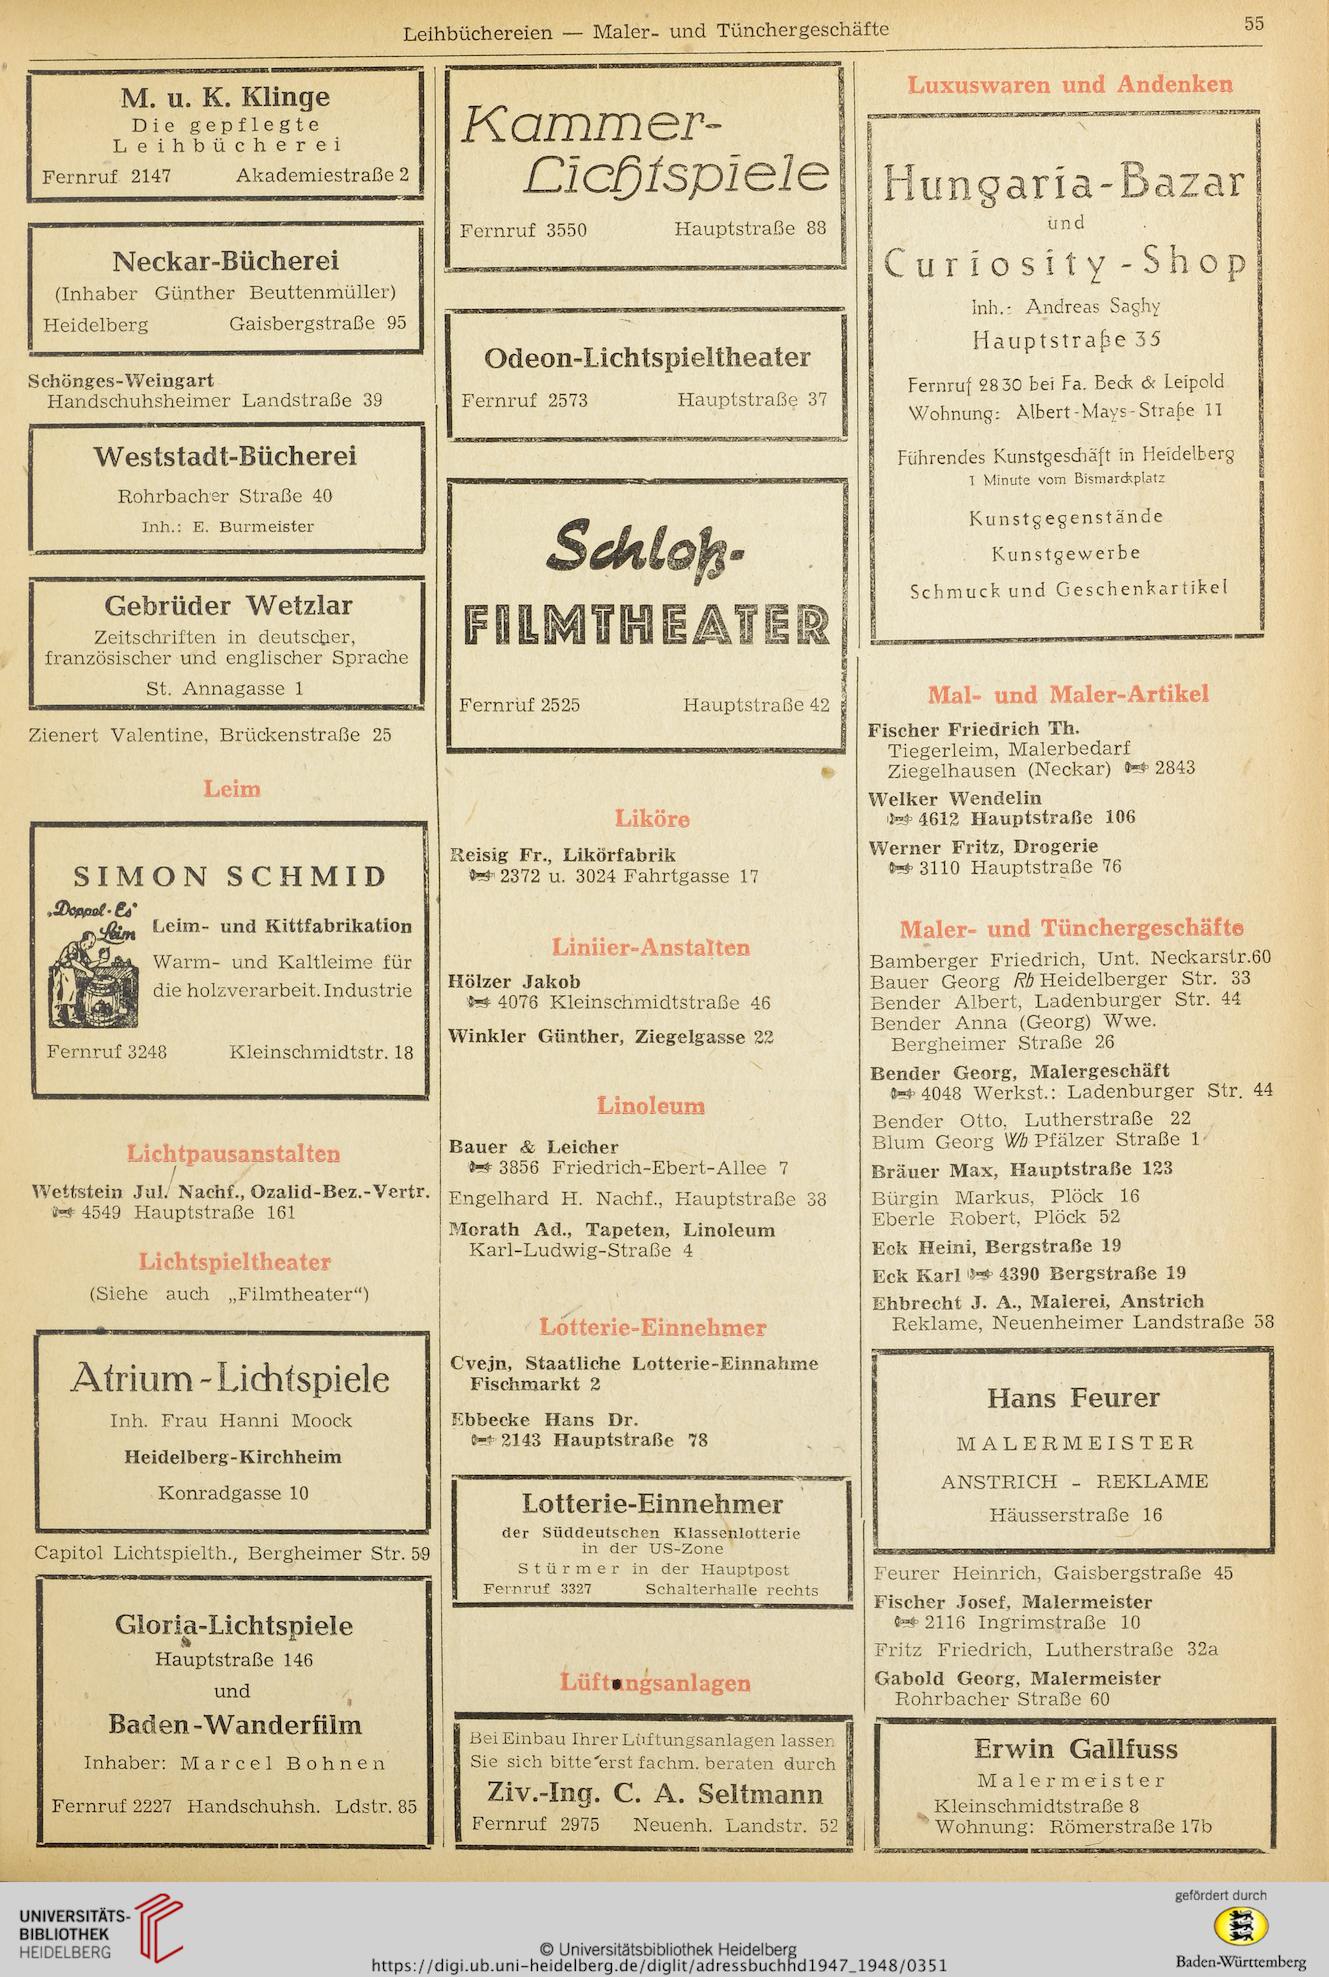 Leihbüchereien — Maler- und Tünchergeschäfte
55
M. u. K. Klinge
Die gepflegte
Leihbücherei
Fernruf 2147 Akademiestraße 2
Neckar-Bücherei
(Inhaber Günther Beuttenmüller)
Heidelberg Gaisbergstraße 95
Schönges-Weingart
Handschuhsheimer Landstraße 39
Weststadt-Bücherei
Rohrbacher Straße 40
Inh.: E. Burmeister
Gebrüder Wetzlar
Zeitschriften in deutscher,
französischer und englischer Sprache
St. Annagasse 1
Zienert Valentine, Brückenstraße 25
Leim
SIMON SCHMID
„Doppel-Es"
Leim
Leim- und Kittfabrikation
Warm- und Kaltleime für
die holzverarbeit. Industrie
Fernruf 3248 Kleinschmidtstr. 18
Lichtpausanstalten
Wettstein Jul. Nachf., Ozalid-Bez.-Vertr.
4549 Hauptstraße 161
Lichtspieltheater
(Siehe auch „Filmtheater“)
Atrium-Lichtspiele
Inh. Frau Hanni Moock
Heidelberg-Kirchheim
Konradgasse 10
Capitol Lichtspielth., Bergheimer Str. 59
Gloria-Lichtspiele
Hauptstraße 146
und
Baden-Wanderfilm
Inhaber: Marcel Bohnen
Fernruf 2227 Handschuhsh. Ldstr. 85
Kammer-
Lichtspiele
Fernruf 3550 Hauptstraße 88
Odeon-Lichtspieltheater
Fernruf 2573 Hauptstraße 37
Schloß-
FILMTHEATER
Fernruf 2525 Hauptstraße 42
Liköre
Reisig Fr., Likörfabrik
2372 u. 3024 Fahrtgasse 17
Liniier-Anstalten
Hölzer Jakob
4076 Kleinschmidtstraße 46
Winkler Günther, Ziegelgasse 22
Linoleum
Bauer & Leicher
3856 Friedrich-Ebert-Allee 7
Engelhard H. Nachf., Hauptstraße 38
Morath Ad., Tapeten, Linoleum
Karl-Ludwig-Straße 4
Lotterie-Einnehmer
Cvejn, Staatliche Lotterie-Einnahme
Fischmarkt 2
Ebbecke Hans Dr.
2143 Hauptstraße 78
Lotterie-Einnehmer
der Süddeutschen Klassenlotterie
in der US-Zone
Stürmer in der Hauptpost
Fernruf 3327 Schalterhalle rechts
Lüftungsanlagen
Bei Einbau Ihrer Lüftungsanlagen lassen
Sie sich bitte erst fachm. beraten durch
Ziv.-Ing. C. A. Seltmann
Fernruf 2975 Neuenh. Landstr. 52
Luxuswaren und Andenken
Hungaria-Bazar
und
Curiosity-Shop
Inh.: Andreas Saghy
Hauptstraße 35
Fernruf 2830 bei Fa. Beck & Leipold
Wohnung: Albert-Mays-Straße 11
Führendes Kunstgeschäft in Heidelberg
1 Minute vom Bismarckplatz
Kunstgegenstände
Kunstgewerbe
Schmuck und Geschenkartikel
Mal- und Maler-Artikel
Fischer Friedrich Th.
Tiegerleim, Malerbedarf
Ziegelhausen (Neckar) 2843
Welker Wendelin
4612 Hauptstraße 106
Werner Fritz, Drogerie
3110 Hauptstraße 76
Maler- und Tünchergeschäfte
Bamberger Friedrich, Unt. Neckarstr. 60
Bauer Georg Rb Heidelberger Str. 33
Bender Albert, Ladenburger Str. 44
Bender Anna (Georg) Wwe.
Bergheimer Straße 26
Bender Georg, Malergeschäft
4048 Werkst.: Ladenburger Str. 44
Bender Otto, Lutherstraße 22
Blum Georg Wb Pfälzer Straße 1
Bräuer Max, Hauptstraße 123
Bürgin Markus, Plöck 16
Eberle Robert, Plöck 52
Eck Heini, Bergstraße 19
Eck Karl 4390 Bergstraße 19
Ehbrecht J. A., Malerei, Anstrich
Reklame, Neuenheimer Landstraße 58
Hans Feurer
MALERMEISTER
ANSTRICH - REKLAME
Häusserstraße 16
Feurer Heinrich, Gaisbergstraße 45
Fischer Josef, Malermeister
2116 Ingrimstraße 10
Fritz Friedrich, Lutherstraße 32a
Gabold Georg, Malermeister
Rohrbacher Straße 60
Erwin Gallfuss
Malermeister
Kleinschmidtstraße 8
Wohnung: Römerstraße 17b
UNIVERSITÄTS-
BIBLIOTHEK
HEIDELBERG
© Universitätsbibliothek Heidelberg
https://digi.ub.uni-heidelberg.de/diglit/adressbuchhd1947_1948/0351
gefördert durch
Baden-Württemberg